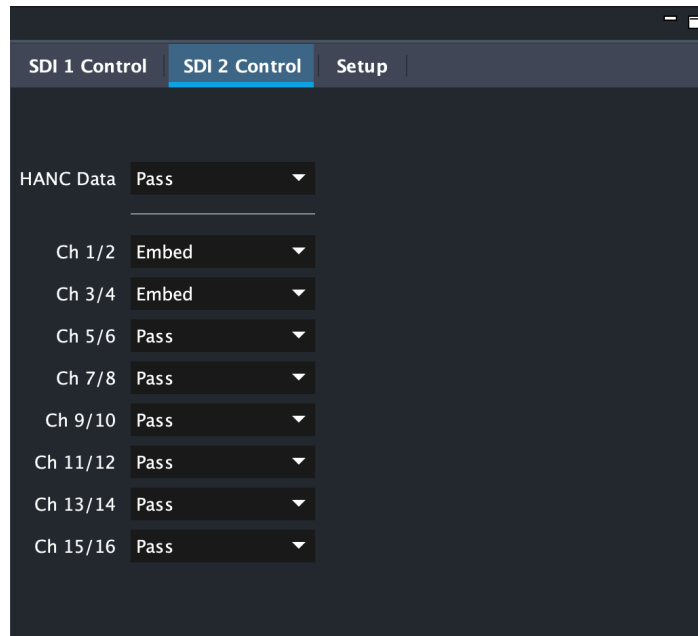 SDI 1 Control SDI 2 Control Setup
HANC Data Pass
Ch 1/2 Embed
Ch 3/4 Embed
Ch 5/6 Pass
Ch 7/8 Pass
Ch 9/10 Pass
Ch 11/12 Pass
Ch 13/14 Pass
Ch 15/16 Pass